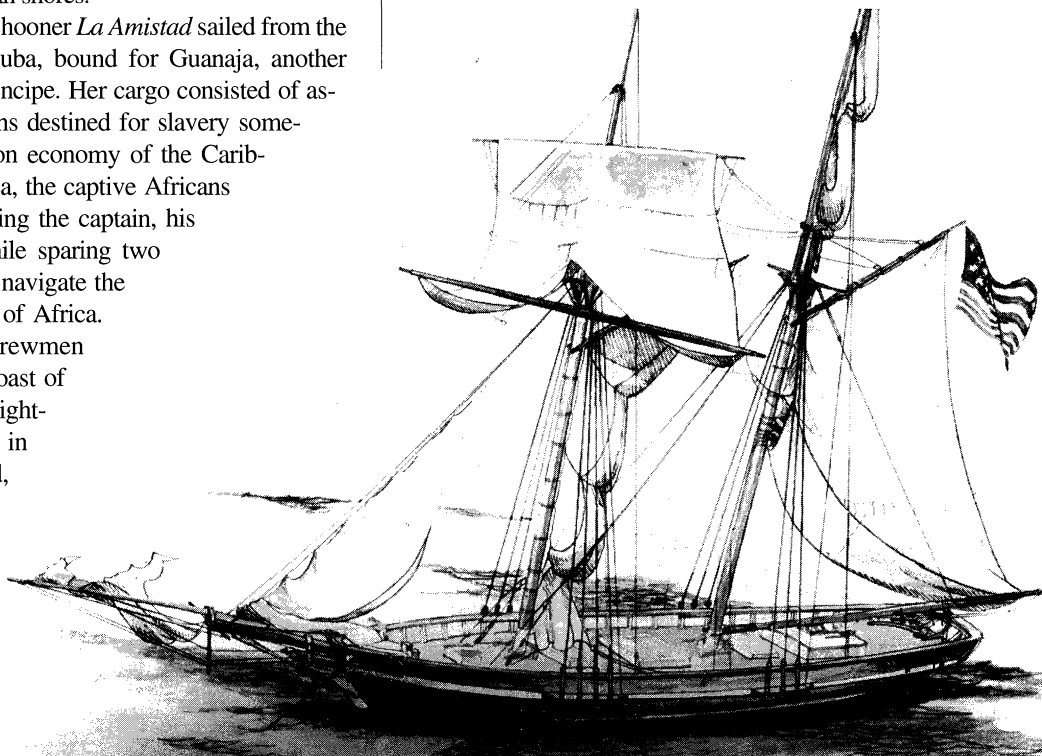 hooner La Amistad sailed from the
uba, bound for Guanaja, another
ncipe. Her cargo consisted of as-
ns destined for slavery some-
on economy of the Carib-
a, the captive Africans
ing the captain, his
ile sparing two
navigate the
of Africa.
rewmen
oast of
ight-
in